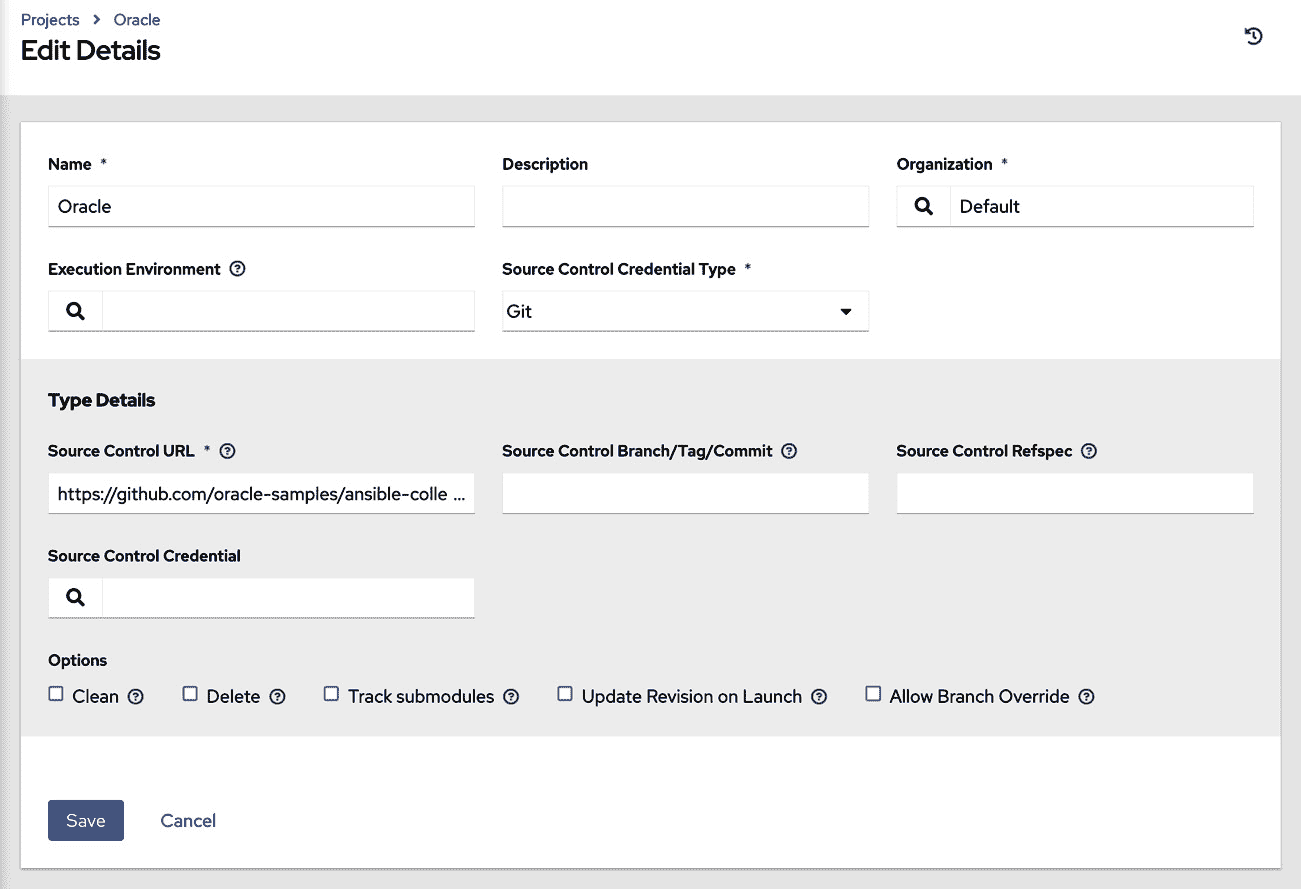 Projects > Oracle
Edit Details
Name * Description Organization *
Oracle Default
Execution Environment ? Source Control Credential Type *
Git
Type Details
Source Control URL * ? Source Control Branch/Tag/Commit ? Source Control Refspec ?
https://github.com/oracle-samples/ansible-colle ...
Source Control Credential
Options
Clean ? Delete ? Track submodules ? Update Revision on Launch ? Allow Branch Override ?
Save Cancel